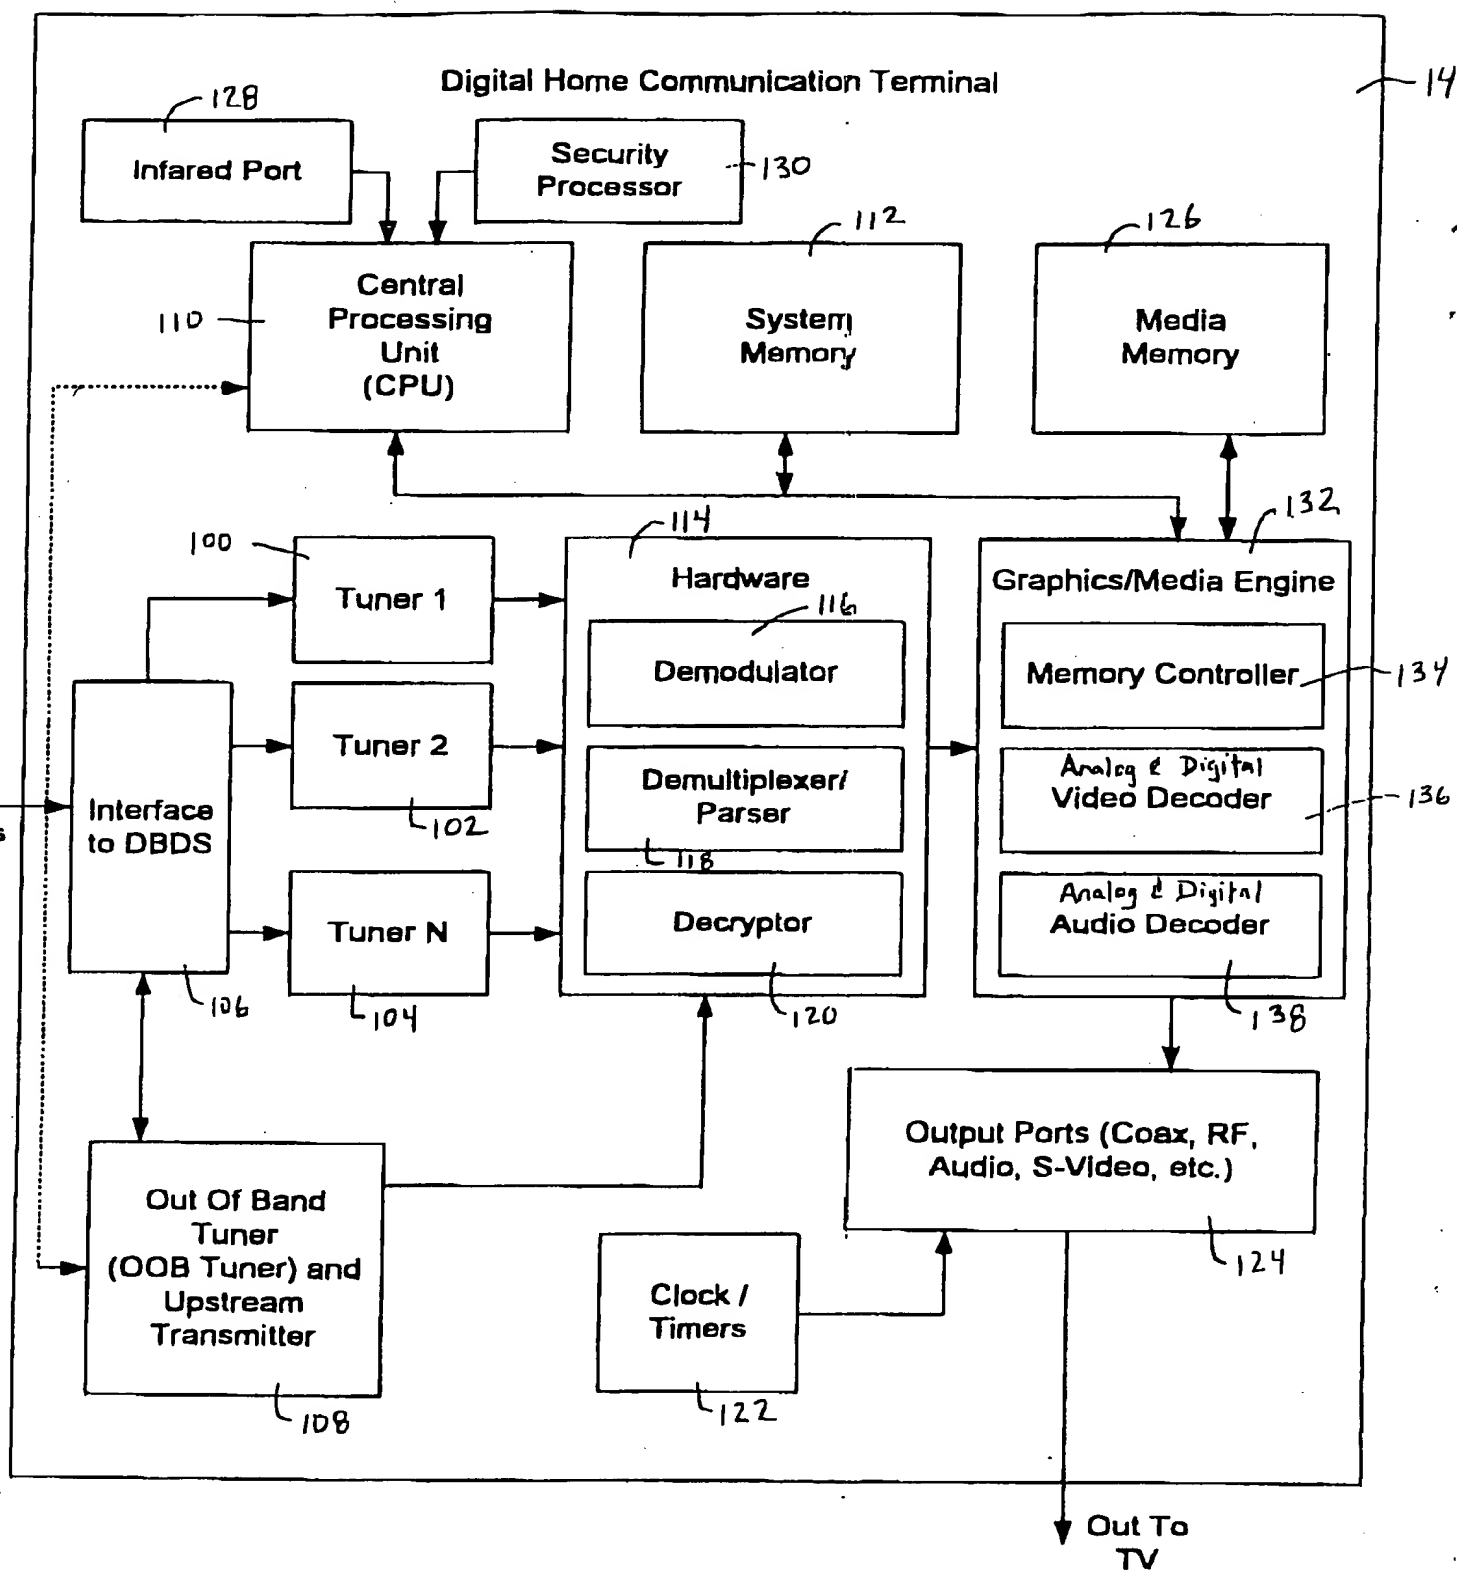 Digital Home Communication Terminal
14
128
Infared Port
Security
Processor
130
112
126
110
Central
Processing
Unit
(CPU)
System
Memory
Media
Memory
132
114
100
Tuner 1
Hardware
Graphics/Media Engine
116
Demodulator
Memory Controller
134
Tuner 2
102
Demultiplexer/
Parser
118
Analog & Digital
Video Decoder
136
Interface
to DBDS
s
106
Tuner N
104
Decryptor
120
Analog & Digital
Audio Decoder
138
Output Ports (Coax, RF,
Audio, S-Video, etc.)
124
Out Of Band
Tuner
(OOB Tuner) and
Upstream
Transmitter
108
Clock /
Timers
122
Out To
TV